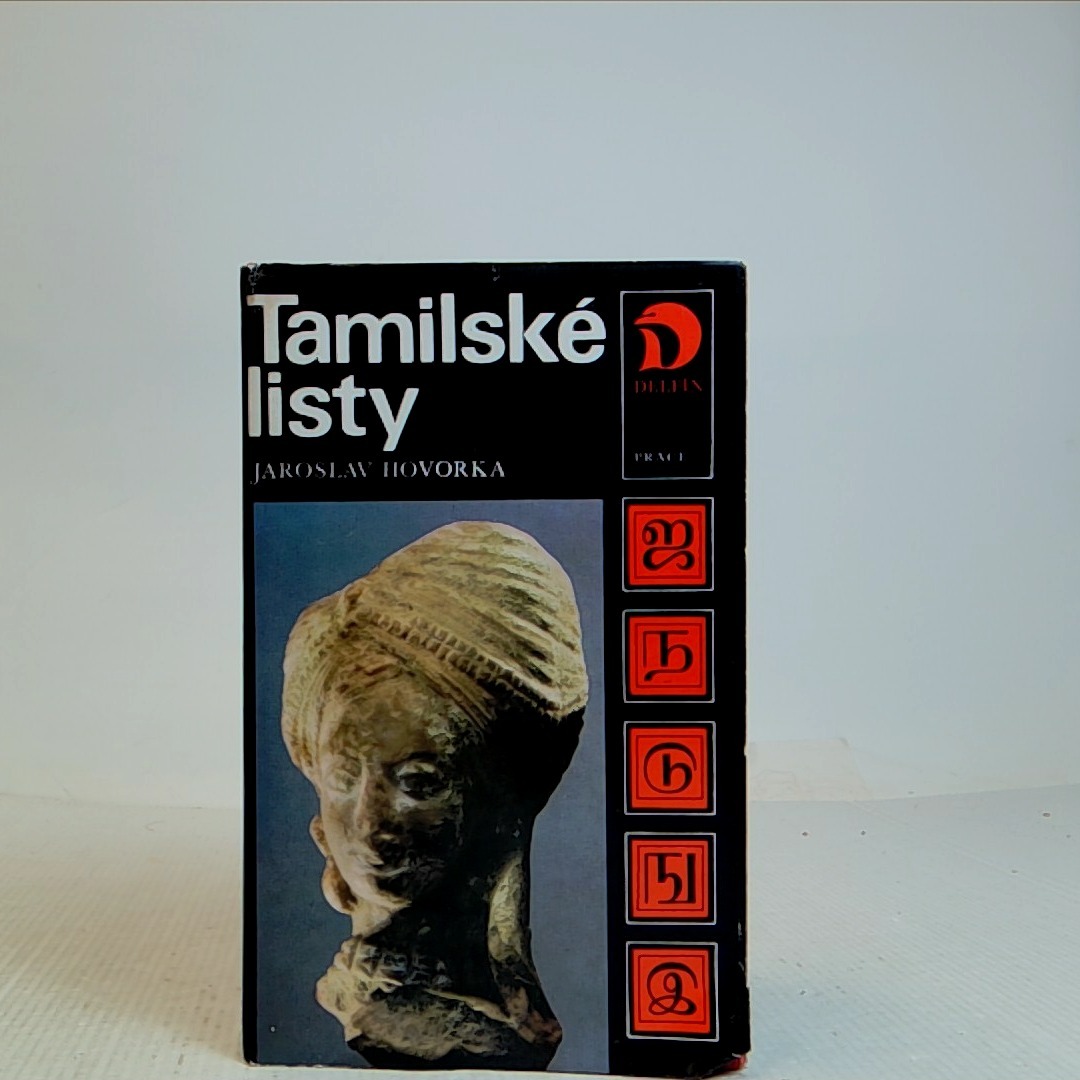 Tamilské
listy
JAROSLAV HOVORKA
DELFÍN
PRÁCE
ஜ
ந
டு
து
இ